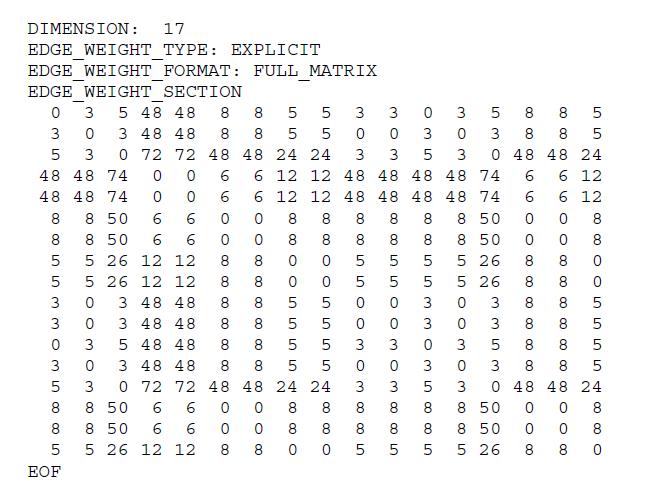 DIMENSION:  17
EDGE_WEIGHT_TYPE: EXPLICIT
EDGE_WEIGHT_FORMAT: FULL_MATRIX
EDGE_WEIGHT_SECTION
0 3 5 48 48 8 8 5 5 3 3 0 3 5 8 8 5
3 0 3 48 48 8 8 5 5 0 0 3 0 3 8 8 5
5 3 0 72 72 48 48 24 24 3 3 5 3 0 48 48 24
48 48 74 0 0 6 6 12 12 48 48 48 48 74 6 6 12
48 48 74 0 0 6 6 12 12 48 48 48 48 74 6 6 12
8 8 50 6 6 0 0 8 8 8 8 8 8 50 0 0 8
8 8 50 6 6 0 0 8 8 8 8 8 8 50 0 0 8
5 5 26 12 12 8 8 0 0 5 5 5 5 26 8 8 0
5 5 26 12 12 8 8 0 0 5 5 5 5 26 8 8 0
3 0 3 48 48 8 8 5 5 0 0 3 0 3 8 8 5
3 0 3 48 48 8 8 5 5 0 0 3 0 3 8 8 5
0 3 5 48 48 8 8 5 5 3 3 0 3 5 8 8 5
3 0 3 48 48 8 8 5 5 0 0 3 0 3 8 8 5
5 3 0 72 72 48 48 24 24 3 3 5 3 0 48 48 24
8 8 50 6 6 0 0 8 8 8 8 8 8 50 0 0 8
8 8 50 6 6 0 0 8 8 8 8 8 8 50 0 0 8
5 5 26 12 12 8 8 0 0 5 5 5 5 26 8 8 0
EOF